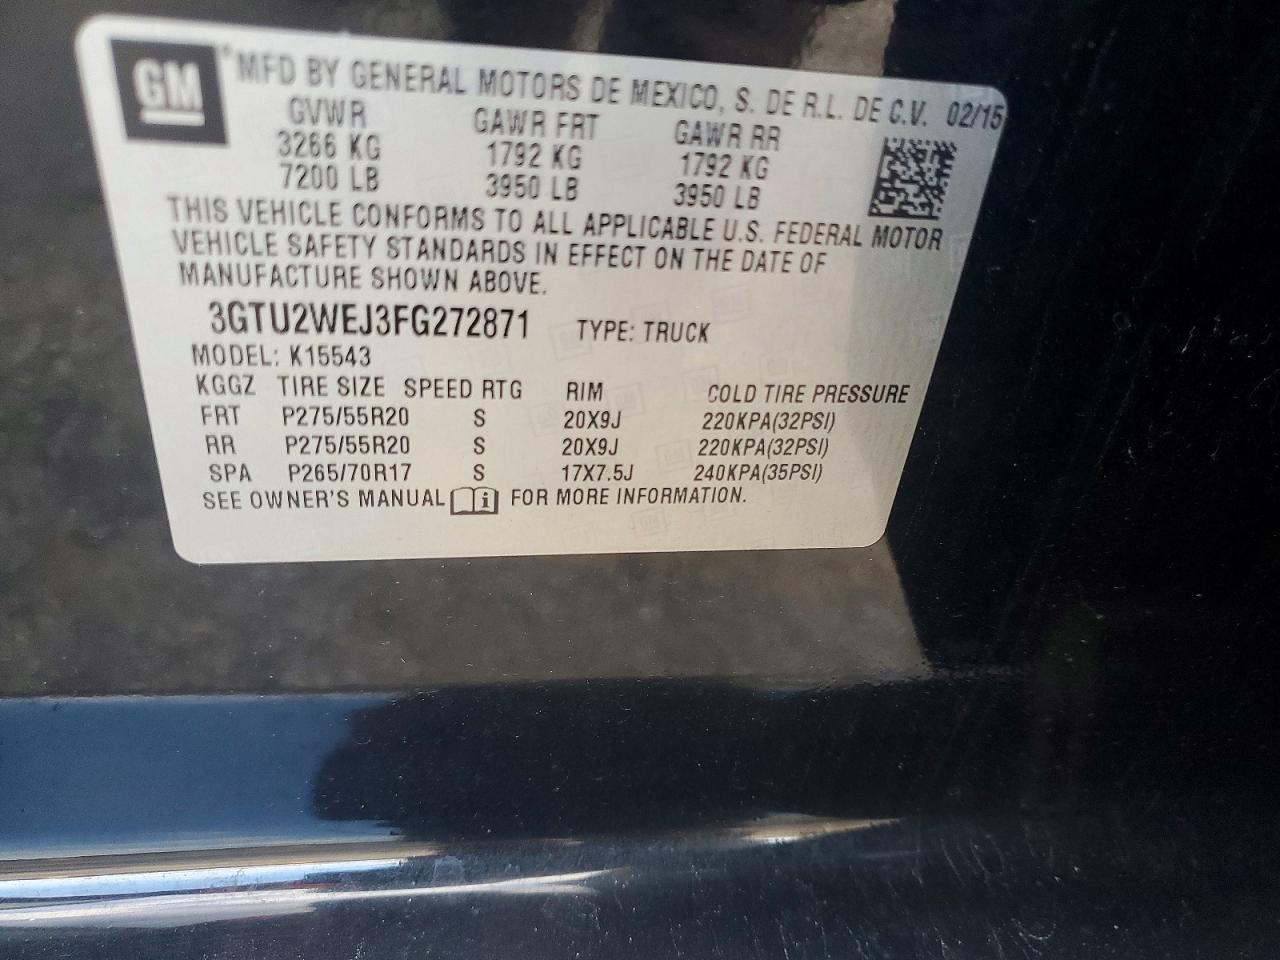 GM
®MFD BY GENERAL MOTORS DE MEXICO, S. DE R.L. DE C.V. 02/15
GVWR GAWR FRT GAWR RR
3266 KG 1792 KG 1792 KG
7200 LB 3950 LB 3950 LB
THIS VEHICLE CONFORMS TO ALL APPLICABLE U.S. FEDERAL MOTOR
VEHICLE SAFETY STANDARDS IN EFFECT ON THE DATE OF
MANUFACTURE SHOWN ABOVE.
3GTU2WEJ3FG272871 TYPE: TRUCK
MODEL: K15543
KGGZ TIRE SIZE SPEED RTG RIM COLD TIRE PRESSURE
FRT P275/55R20 S 20X9J 220KPA(32PSI)
RR P275/55R20 S 20X9J 220KPA(32PSI)
SPA P265/70R17 S 17X7.5J 240KPA(35PSI)
SEE OWNER'S MANUAL i FOR MORE INFORMATION.